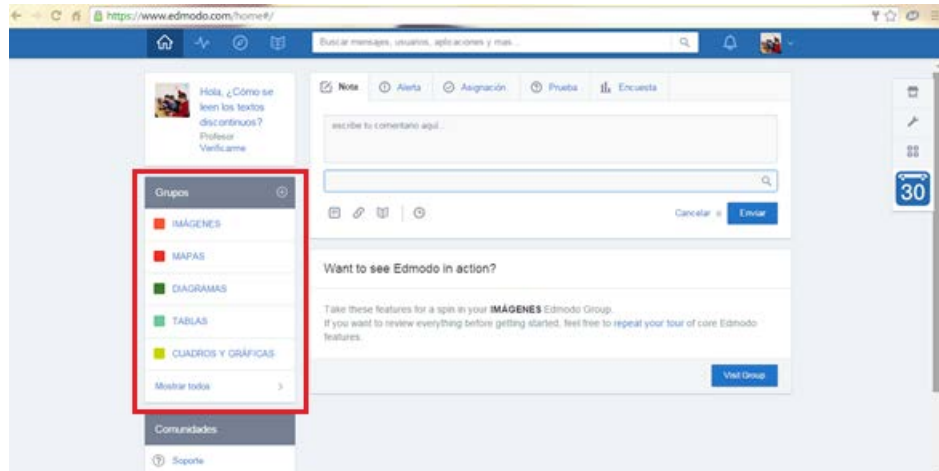 https://www.edmodo.com/home#/
Buscar mensajes, usuarios, aplicaciones y mas...
Hola, ¿Cómo se
leen los textos
discontinuos?
Profesor
Verificarme
Grupos
IMÁGENES
MAPAS
DIAGRAMAS
TABLAS
CUADROS Y GRÁFICAS
Mostrar todos
Comunidades
Soporte
Nota Alerta Asignación Prueba Encuesta
escribe tu comentario aquí...
Cancelar o Enviar
Want to see Edmodo in action?
Take these features for a spin in your IMÁGENES Edmodo Group.
If you want to review everything before getting started, feel free to repeat your tour of core Edmodo
features.
Visit Group
30